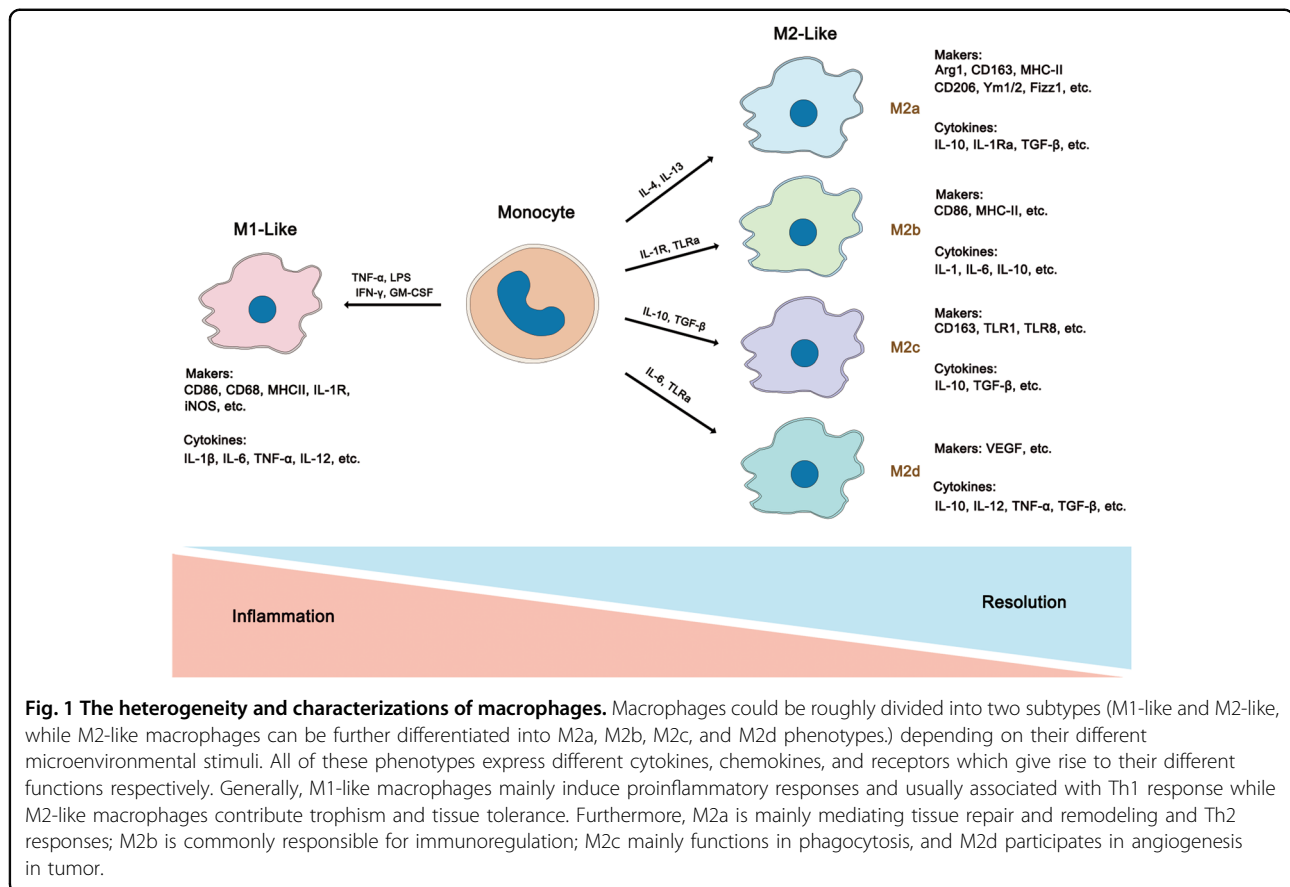 M2-Like
Makers:
Arg1, CD163, MHC-II
CD206, Ym1/2, Fizz1, etc.
M2a
Cytokines:
IL-10, IL-1Ra, TGF-β, etc.
IL-4, IL-13
Monocyte
Makers:
CD86, MHC-II, etc.
M2b
Cytokines:
IL-1, IL-6, IL-10, etc.
IL-1R, TLRa
M1-Like
TNF-α, LPS
IFN-γ, GM-CSF
IL-10, TGF-β
Makers:
CD163, TLR1, TLR8, etc.
M2c
Cytokines:
IL-10, TGF-β, etc.
IL-6, TLRa
Makers:
CD86, CD68, MHCII, IL-1R,
iNOS, etc.
Cytokines:
IL-1β, IL-6, TNF-α, IL-12, etc.
Makers: VEGF, etc.
M2d
Cytokines:
IL-10, IL-12, TNF-α, TGF-β, etc.
Inflammation
Resolution
Fig. 1 The heterogeneity and characterizations of macrophages. Macrophages could be roughly divided into two subtypes (M1-like and M2-like,
while M2-like macrophages can be further differentiated into M2a, M2b, M2c, and M2d phenotypes.) depending on their different
microenvironmental stimuli. All of these phenotypes express different cytokines, chemokines, and receptors which give rise to their different
functions respectively. Generally, M1-like macrophages mainly induce proinflammatory responses and usually associated with Th1 response while
M2-like macrophages contribute trophism and tissue tolerance. Furthermore, M2a is mainly mediating tissue repair and remodeling and Th2
responses; M2b is commonly responsible for immunoregulation; M2c mainly functions in phagocytosis, and M2d participates in angiogenesis
in tumor.